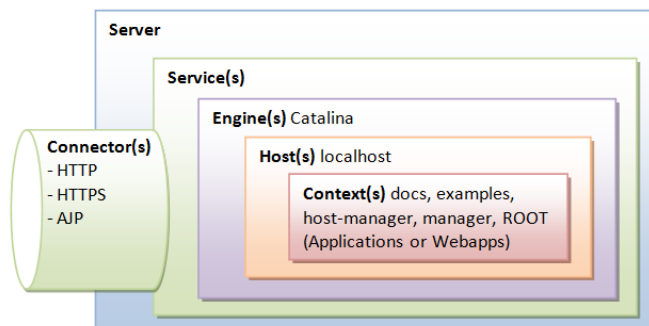 Server
Service(s)
Engine(s) Catalina
Connector(s)
- HTTP
- HTTPS
- AJP
Host(s) localhost
Context(s) docs, examples,
host-manager, manager, ROOT
(Applications or Webapps)